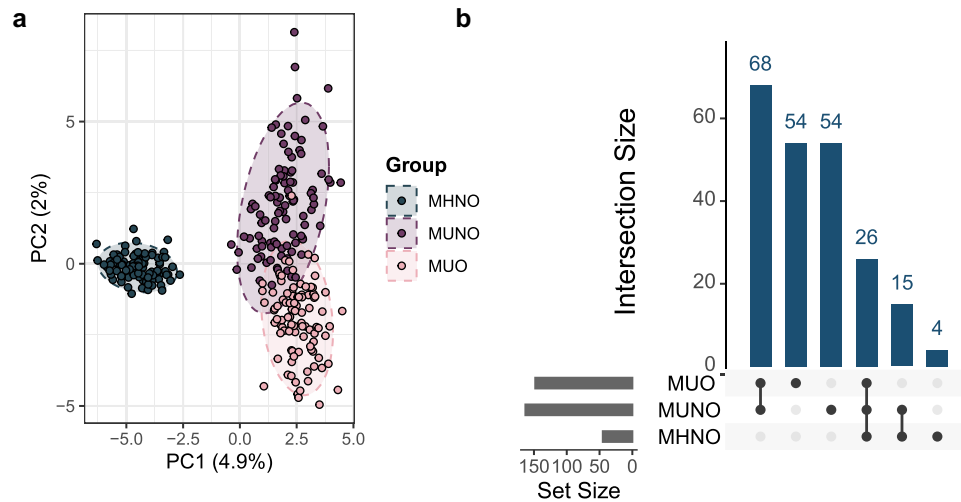 a
PC2 (2%)
5
0
−5
−5.0
−2.5
0.0
2.5
5.0
PC1 (4.9%)
Group
MHNO
MUNO
MUO
b
Intersection Size
60
40
20
0
68
54
54
26
15
4
MUO
MUNO
MHNO
150
100
50
0
Set Size